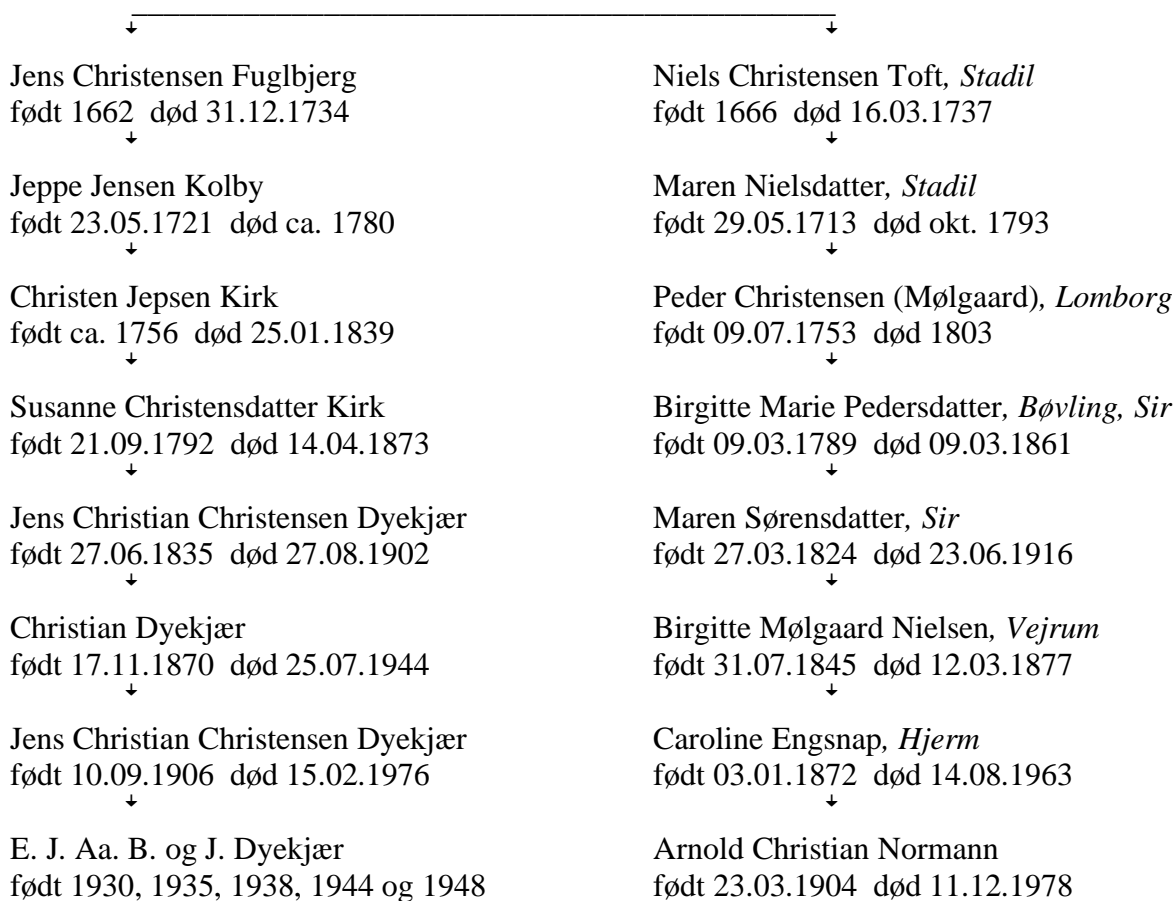 Jens Christensen Fuglbjerg
født 1662 død 31.12.1734
Jeppe Jensen Kolby
født 23.05.1721 død ca. 1780
Christen Jepsen Kirk
født ca. 1756 død 25.01.1839
Susanne Christensdatter Kirk
født 21.09.1792 død 14.04.1873
Jens Christian Christensen Dyekjær
født 27.06.1835 død 27.08.1902
Christian Dyekjær
født 17.11.1870 død 25.07.1944
Jens Christian Christensen Dyekjær
født 10.09.1906 død 15.02.1976
E. J. Aa. B. og J. Dyekjær
født 1930, 1935, 1938, 1944 og 1948
Niels Christensen Toft, Stadil
født 1666 død 16.03.1737
Maren Nielsdatter, Stadil
født 29.05.1713 død okt. 1793
Peder Christensen (Mølgaard), Lomborg
født 09.07.1753 død 1803
Birgitte Marie Pedersdatter, Bøvling, Sir
født 09.03.1789 død 09.03.1861
Maren Sørensdatter, Sir
født 27.03.1824 død 23.06.1916
Birgitte Mølgaard Nielsen, Vejrum
født 31.07.1845 død 12.03.1877
Caroline Engsnap, Hjerm
født 03.01.1872 død 14.08.1963
Arnold Christian Normann
født 23.03.1904 død 11.12.1978